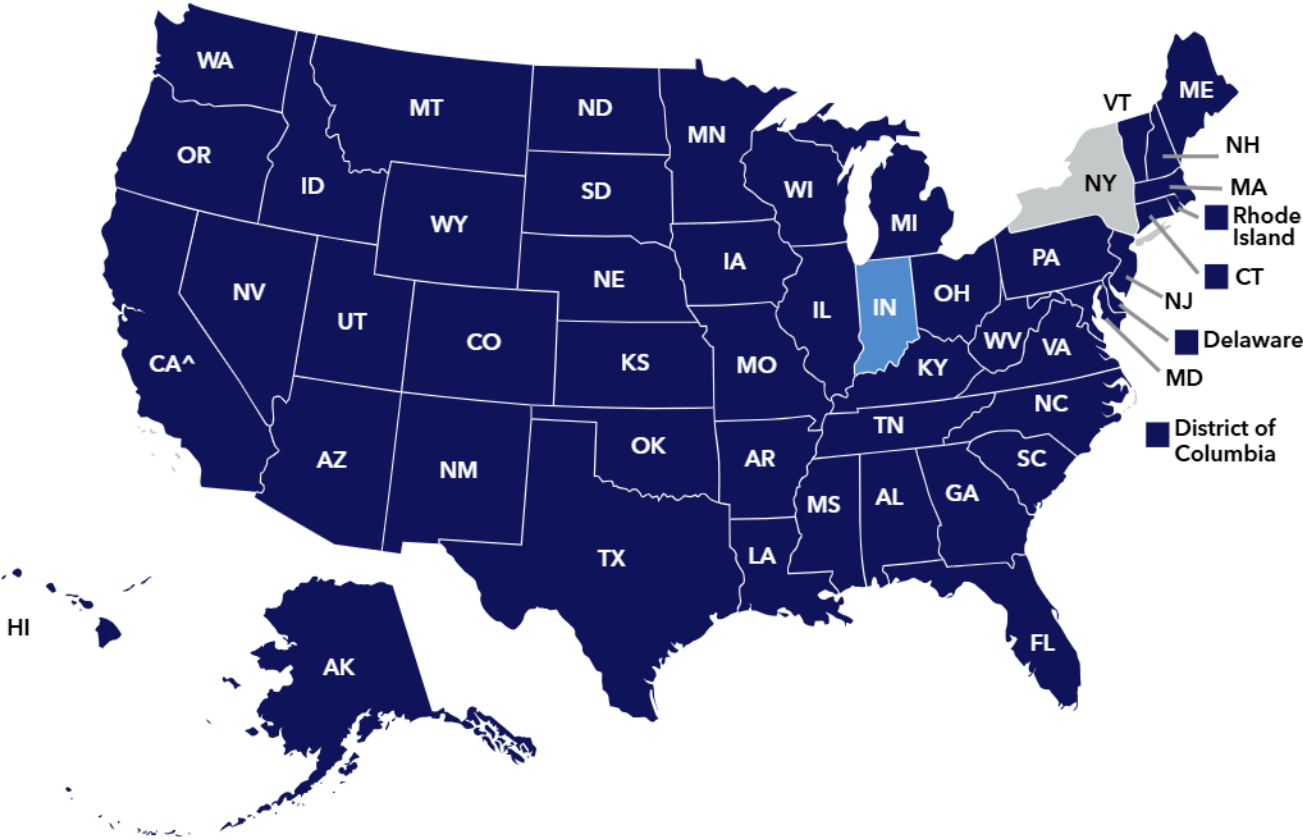 WA
MT
ND
MN
OR
ID
SD
WI
MI
VT
ME
NH
NY
MA
Rhode
Island
WY
NE
IA
PA
CT
NV
UT
CO
IL
IN
OH
NJ
CA^
KS
MO
KY
WV
VA
Delaware
MD
AZ
NM
OK
AR
TN
NC
District of
Columbia
SC
TX
LA
MS
AL
GA
HI
AK
FL